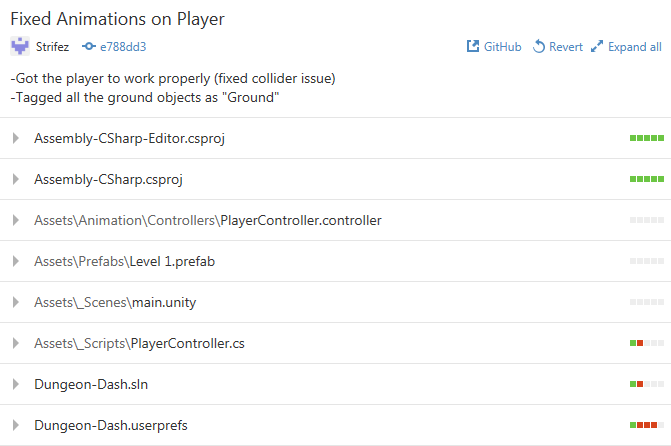 Fixed Animations on Player
Strifez e788dd3 GitHub Revert Expand all
-Got the player to work properly (fixed collider issue)
-Tagged all the ground objects as "Ground"
Assembly-CSharp-Editor.csproj
Assembly-CSharp.csproj
Assets\Animation\Controllers\PlayerController.controller
Assets\Prefabs\Level 1.prefab
Assets\_Scenes\main.unity
Assets\_Scripts\PlayerController.cs
Dungeon-Dash.sln
Dungeon-Dash.userprefs